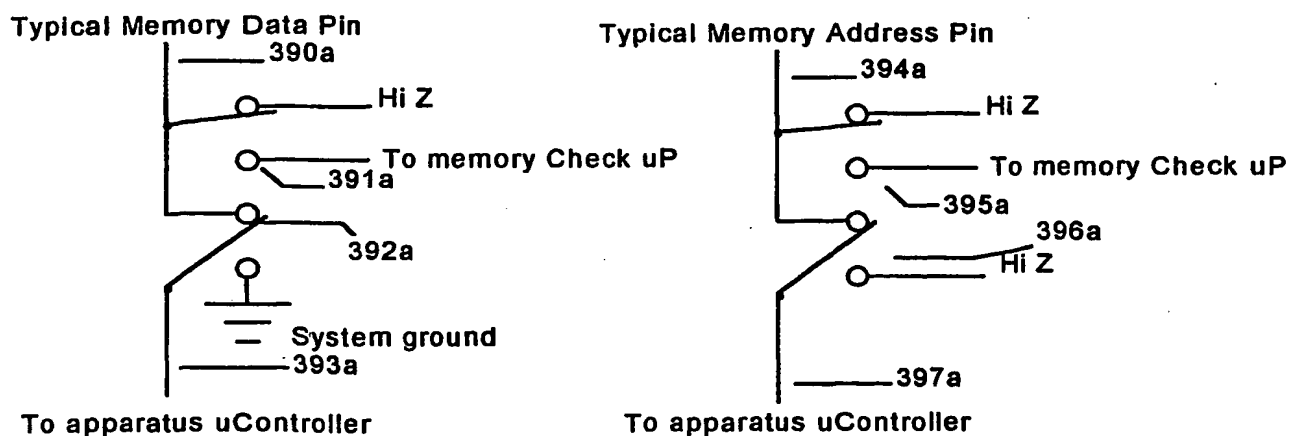 Typical Memory Data Pin
390a
Hi Z
To memory Check uP
391a
392a
System ground
393a
To apparatus uController
Typical Memory Address Pin
394a
Hi Z
To memory Check uP
395a
396a
Hi Z
397a
To apparatus uController